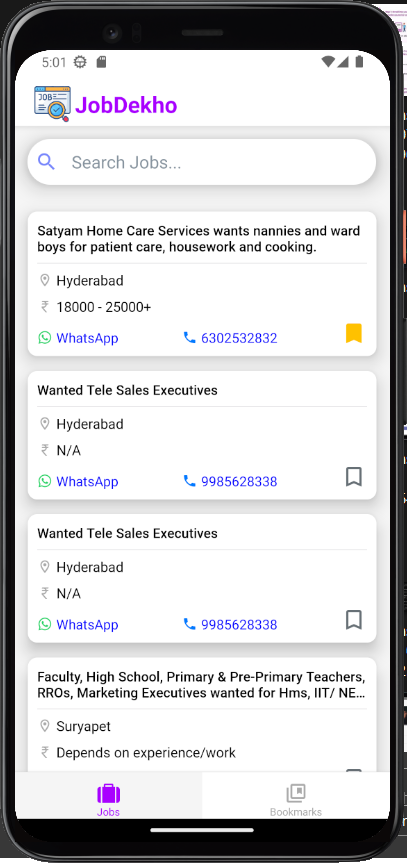 5:01
JOB
JobDekho
Search Jobs...
Satyam Home Care Services wants nannies and ward
boys for patient care, housework and cooking.
Hyderabad
₹ 18000 - 25000+
WhatsApp 6302532832
Wanted Tele Sales Executives
Hyderabad
₹ N/A
WhatsApp 9985628338
Wanted Tele Sales Executives
Hyderabad
₹ N/A
WhatsApp 9985628338
Faculty, High School, Primary & Pre-Primary Teachers,
RROs, Marketing Executives wanted for Hms, IIT/ NE...
Suryapet
₹ Depends on experience/work
Jobs Bookmarks